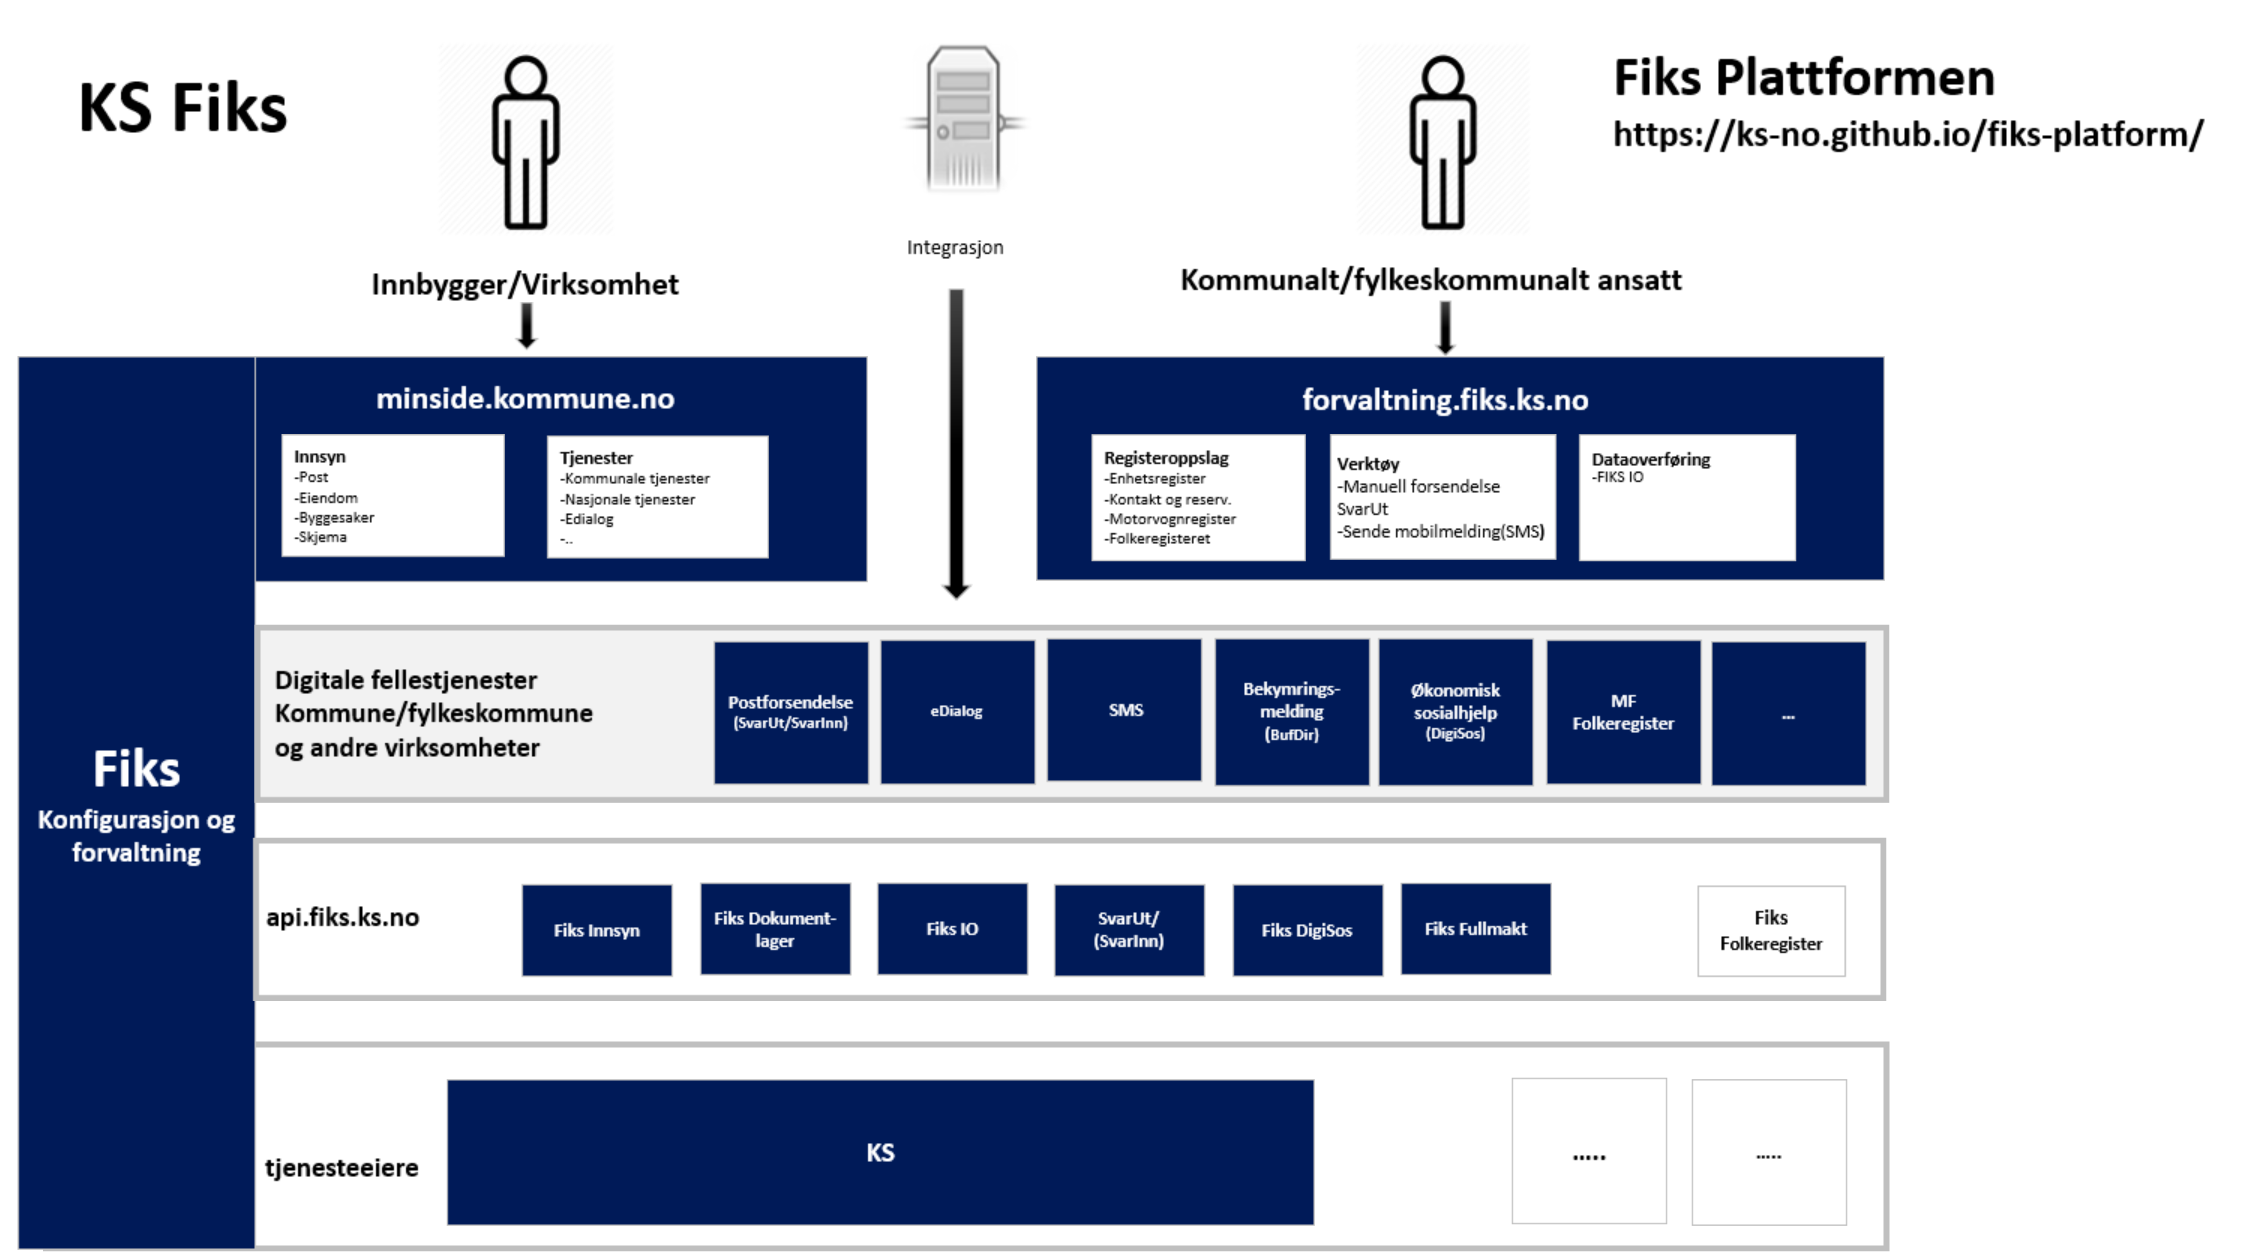 KS Fiks
Fiks Plattformen
https://ks-no.github.io/fiks-platform/
Innbygger/Virksomhet
Integrasjon
Kommunalt/fylkeskommunalt ansatt
minside.kommune.no
Innsyn
-Post
-Eiendom
-Byggesaker
-Skjema
Tjenester
-Kommunale tjenester
-Nasjonale tjenester
-Edialog
-..
forvaltning.fiks.ks.no
Registeroppslag
-Enhetsregister
-Kontakt og reserv.
-Motorvognregister
-Folkeregisteret
Verktøy
-Manuell forsendelse
SvarUt
-Sende mobilmelding(SMS)
Dataoverføring
-FIKS IO
Fiks
Konfigurasjon og
forvaltning
Digitale fellestjenester
Kommune/fylkeskommune
og andre virksomheter
Postforsendelse
(SvarUt/SvarInn)
eDialog
SMS
Bekymrings-
melding
(BufDir)
Økonomisk
sosialhjelp
(DigiSos)
MF
Folkeregister
...
api.fiks.ks.no
Fiks Innsyn
Fiks Dokument-
lager
Fiks IO
SvarUt/
(SvarInn)
Fiks DigiSos
Fiks Fullmakt
Fiks
Folkeregister
tjenesteeiere
KS
.....
.....